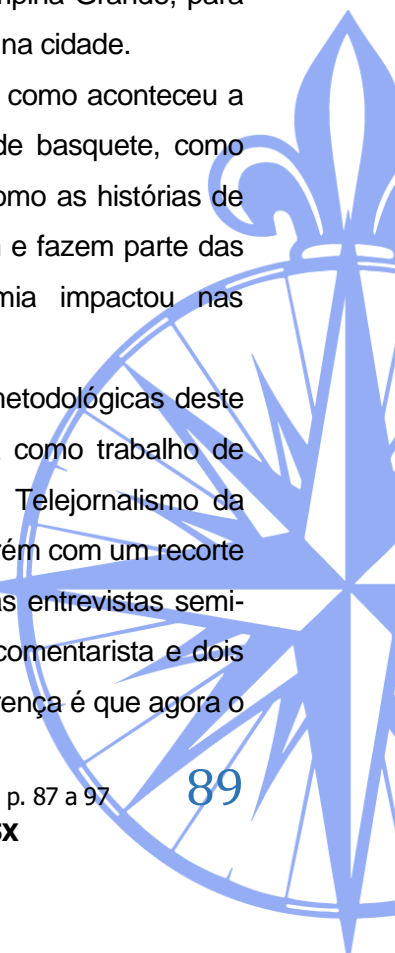 Grande, para
na cidade.
como aconteceu a
de basquete, como
omo as histórias de
e fazem parte das
mia impactou nas
metodológicas deste
como trabalho de
Telejornalismo da
rém com um recorte
as entrevistas semi-
comentarista e dois
rença é que agora o
p. 87 a 97 89